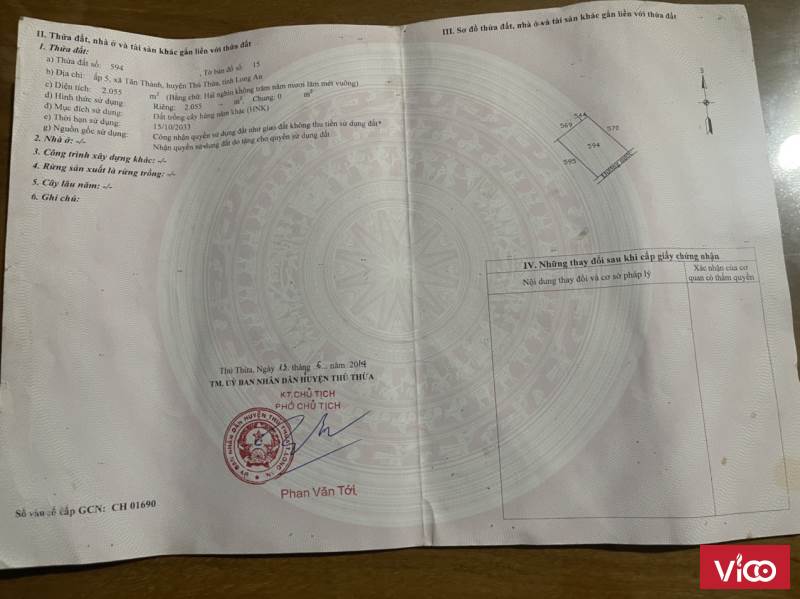 II. Thửa đất, nhà ở và tài sản khác gắn liền với thửa đất
1. Thửa đất:
a) Thửa đất số: 594 , Tờ bản đồ số: 15
b) Địa chỉ: ấp 5, xã Tân Thành, huyện Thủ Thừa, tỉnh Long An
c) Diện tích: 2.055 m² (Bằng chữ: Hai nghìn không trăm năm mươi lăm mét vuông)
d) Hình thức sử dụng: Riêng: 2.055 m² , Chung: 0 m²
đ) Mục đích sử dụng: Đất trồng cây hàng năm khác (HNK)
e) Thời hạn sử dụng: 15/10/2033
g) Nguồn gốc sử dụng: Công nhận quyền sử dụng đất như giao đất không thu tiền sử dụng đất*
Nhận quyền sử dụng đất do tặng cho quyền sử dụng đất
2. Nhà ở: -/-
3. Công trình xây dựng khác: -/-
4. Rừng sản xuất là rừng trồng: -/-
5. Cây lâu năm: -/-
6. Ghi chú:
Thủ Thừa, Ngày 13 tháng 6 năm 2014
TM. UỶ BAN NHÂN DÂN HUYỆN THỦ THỪA
KT.CHỦ TỊCH
PHÓ CHỦ TỊCH
Phan Văn Tới
Số vào sổ cấp GCN: CH 01690
III. Sơ đồ thửa đất, nhà ở và tài sản khác gắn liền với thửa đất
544
569
578
594
595
IV. Những thay đổi sau khi cấp giấy chứng nhận
Nội dung thay đổi và cơ sở pháp lý
Xác nhận của cơ
quan có thẩm quyền
ViCO